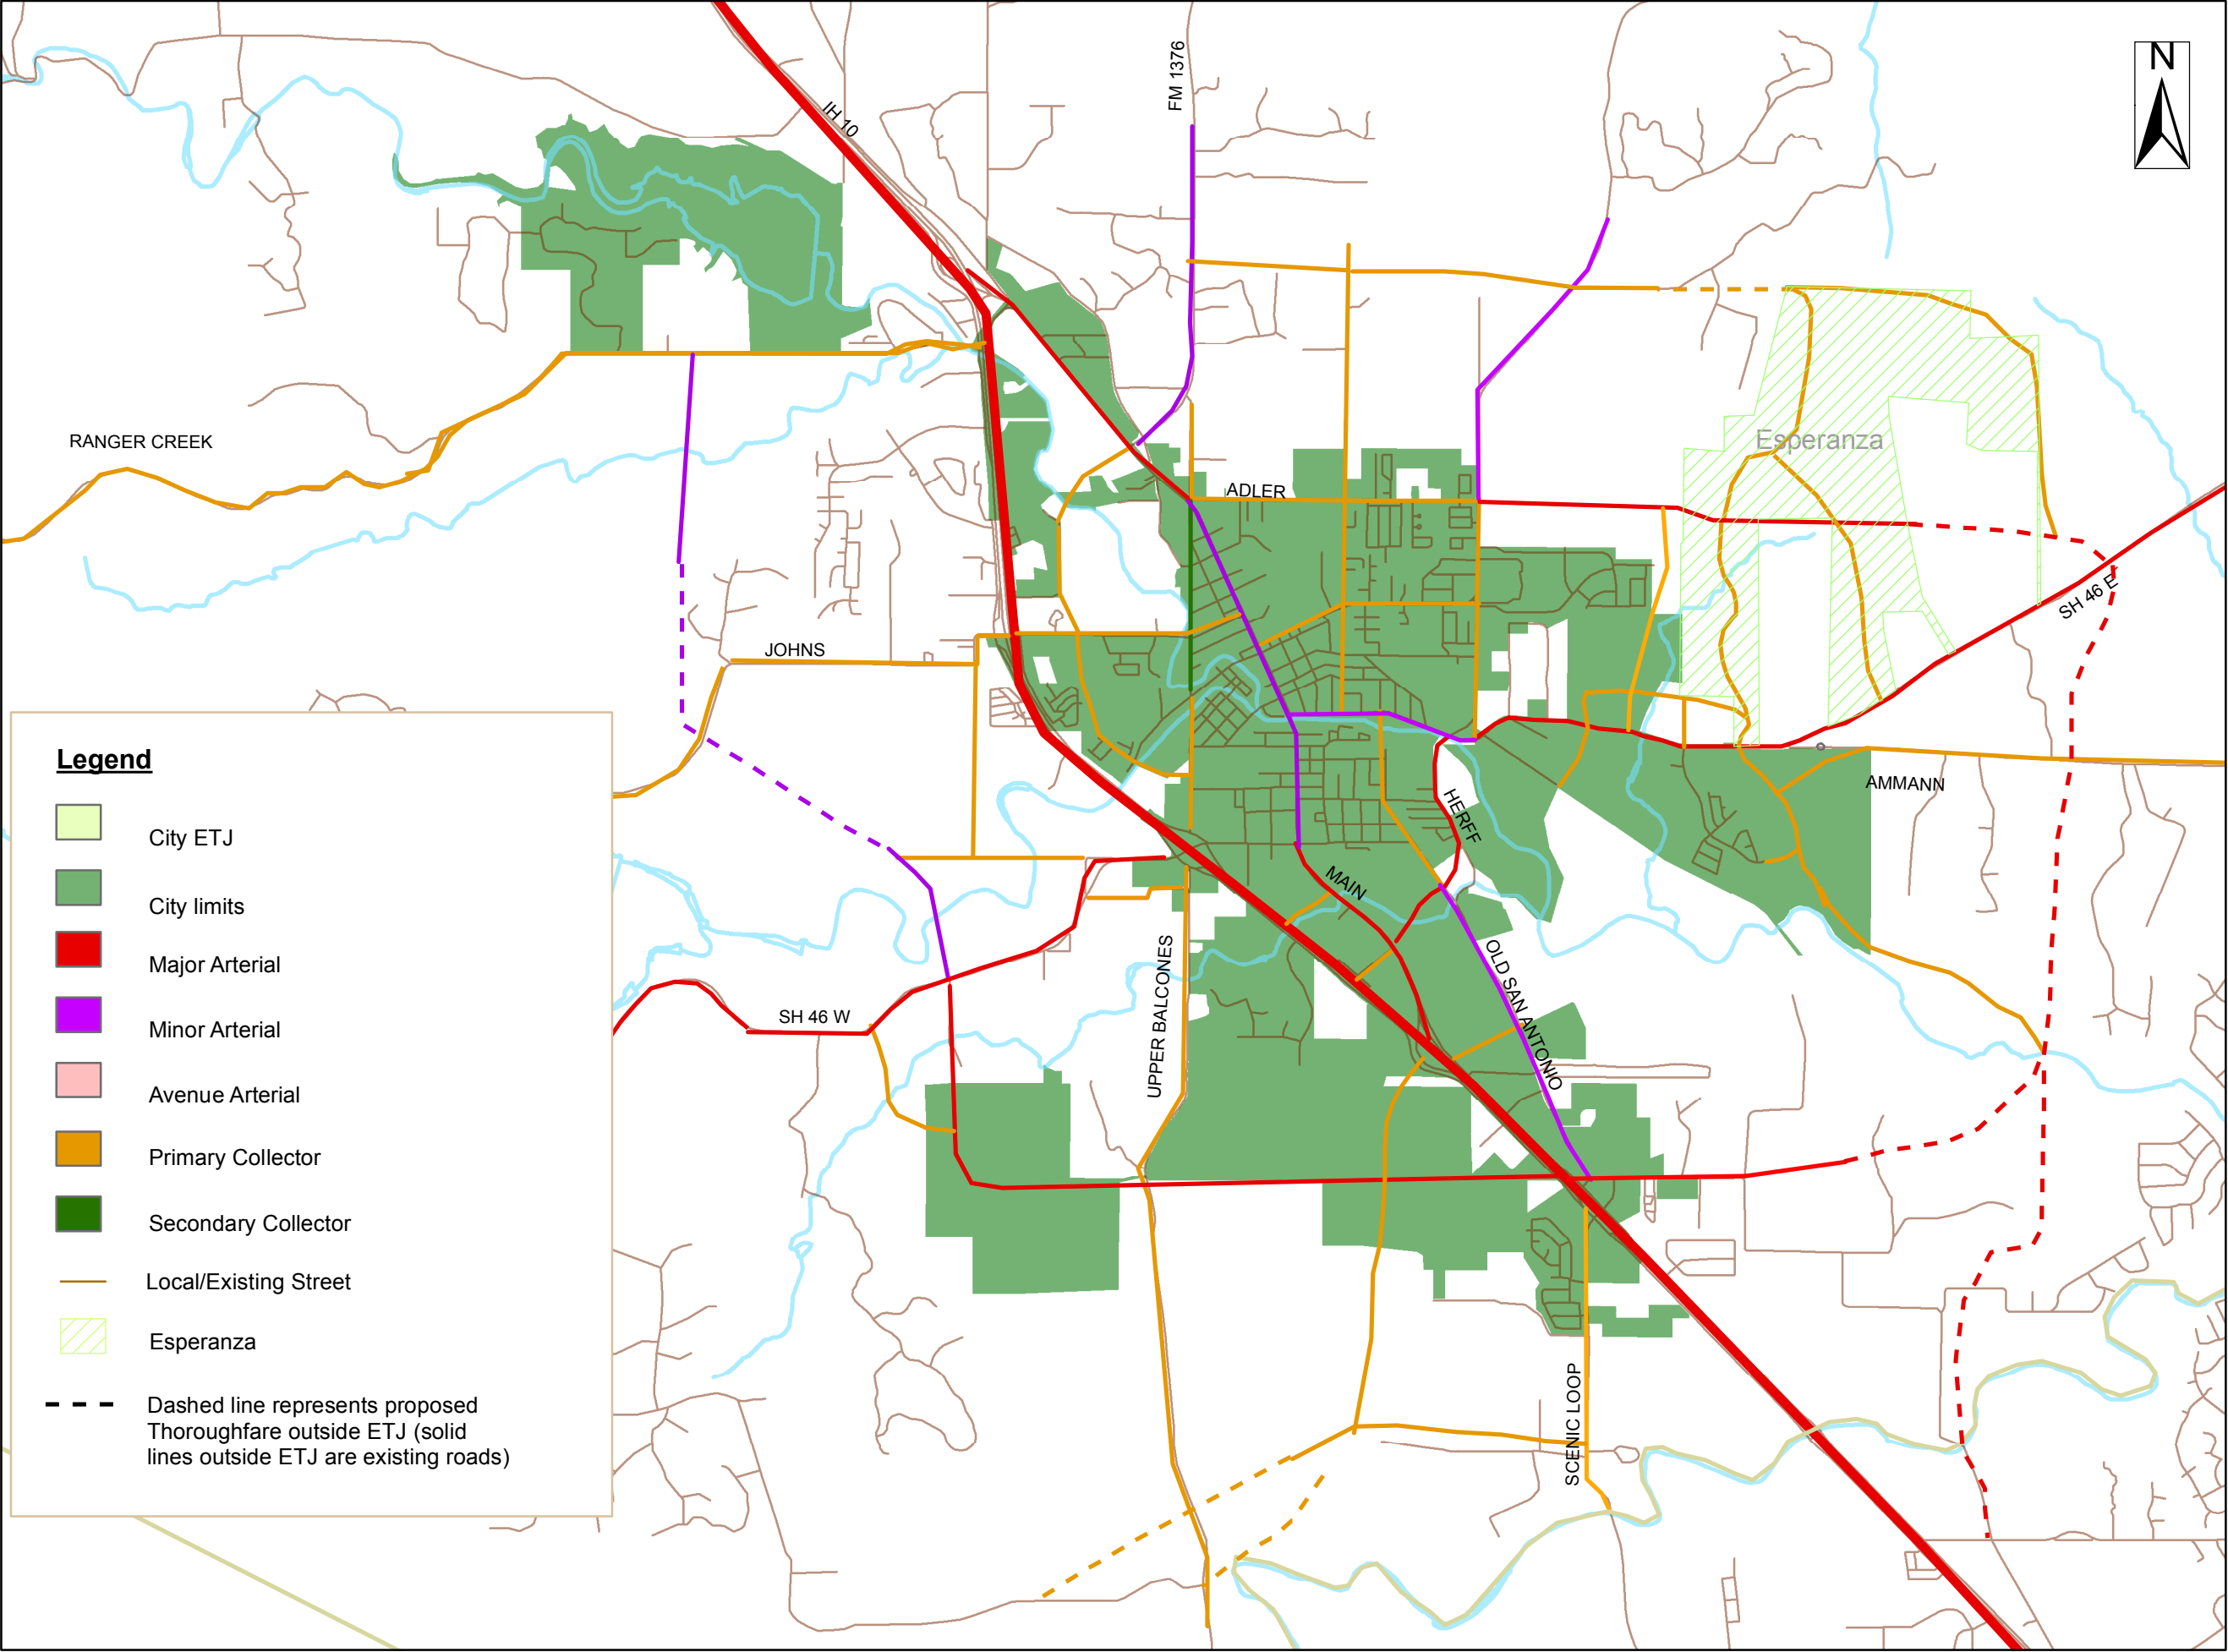 N
FM 1376
IH 10
RANGER CREEK
Esperanza
ADLER
SH 46 E
JOHNS
AMMANN
HERFF
MAIN
OLD SAN ANTONIO
UPPER BALCONES
SH 46 W
SCENIC LOOP
Legend
City ETJ
City limits
Major Arterial
Minor Arterial
Avenue Arterial
Primary Collector
Secondary Collector
Local/Existing Street
Esperanza
Dashed line represents proposed
Thoroughfare outside ETJ (solid
lines outside ETJ are existing roads)